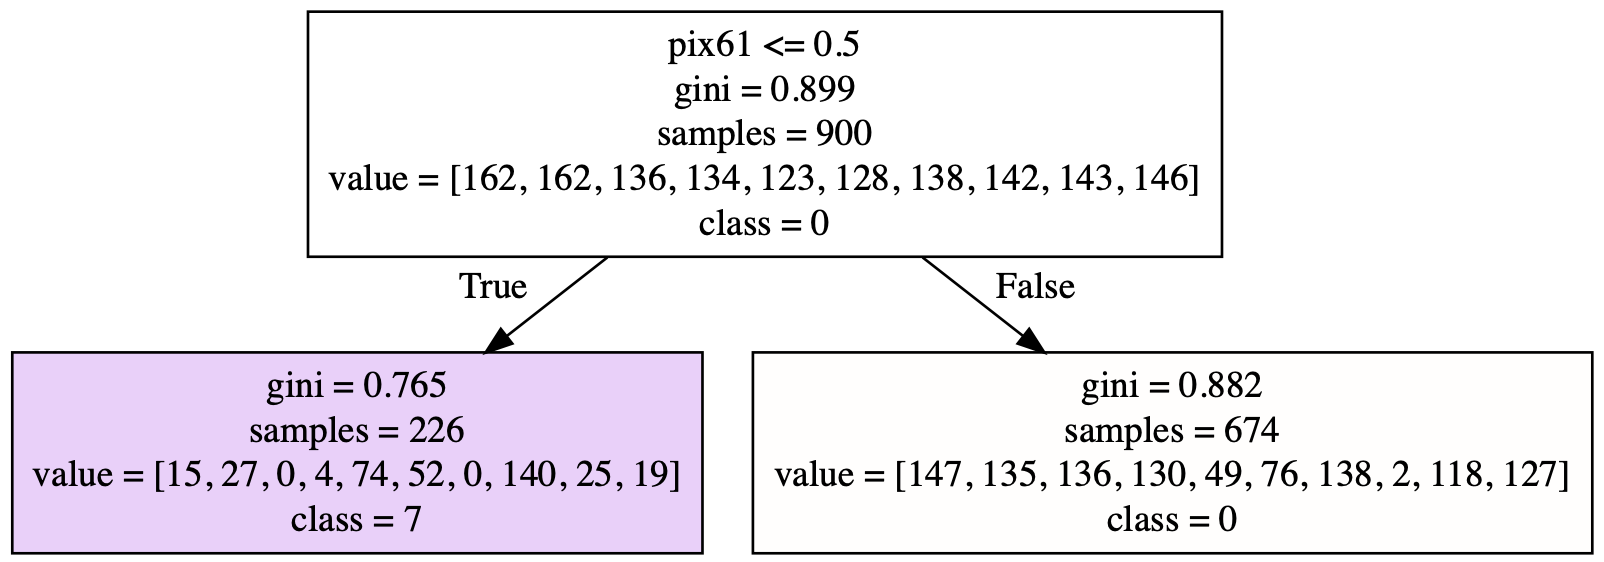 pix61 <= 0.5
gini = 0.899
samples = 900
value = [162, 162, 136, 134, 123, 128, 138, 142, 143, 146]
class = 0
True
False
gini = 0.765
samples = 226
value = [15, 27, 0, 4, 74, 52, 0, 140, 25, 19]
class = 7
gini = 0.882
samples = 674
value = [147, 135, 136, 130, 49, 76, 138, 2, 118, 127]
class = 0